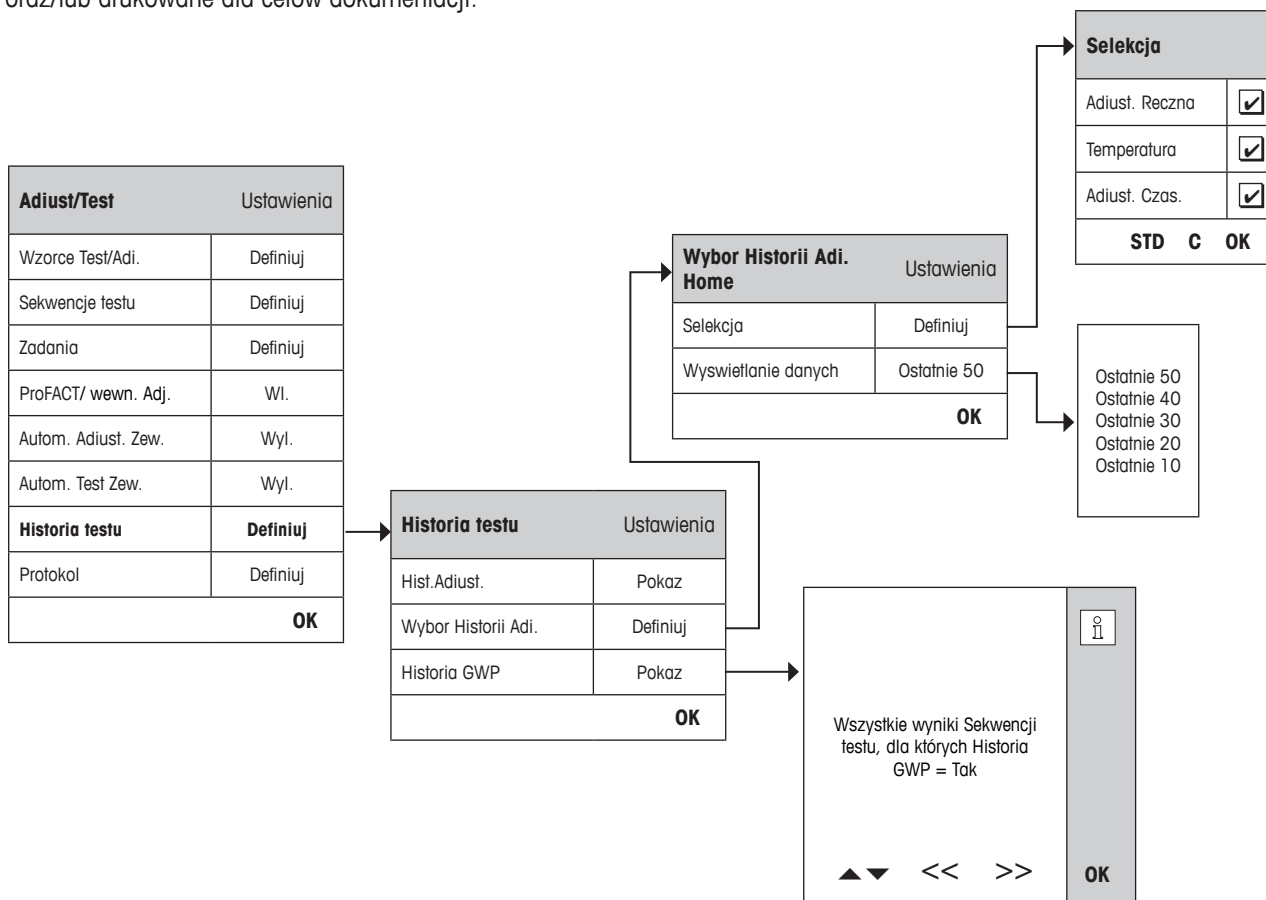 oraz/lub drukowane dla celów dokumentacji.
Adiust/Test Ustawienia
Wzorce Test/Adi. Definiuj
Sekwencje testu Definiuj
Zadania Definiuj
ProFACT/ wewn. Adj. Wl.
Autom. Adiust. Zew. Wyl.
Autom. Test Zew. Wyl.
Historia testu Definiuj
Protokol Definiuj
OK
Historia testu Ustawienia
Hist.Adiust. Pokaz
Wybor Historii Adi. Definiuj
Historia GWP Pokaz
OK
Wybor Historii Adi.
Home Ustawienia
Selekcja Definiuj
Wyswietlanie danych Ostatnie 50
OK
Selekcja
Adiust. Reczna ✔
Temperatura ✔
Adiust. Czas. ✔
STD C OK
Ostatnie 50
Ostatnie 40
Ostatnie 30
Ostatnie 20
Ostatnie 10
Wszystkie wyniki Sekwencji
testu, dla których Historia
GWP = Tak
<< >> OK